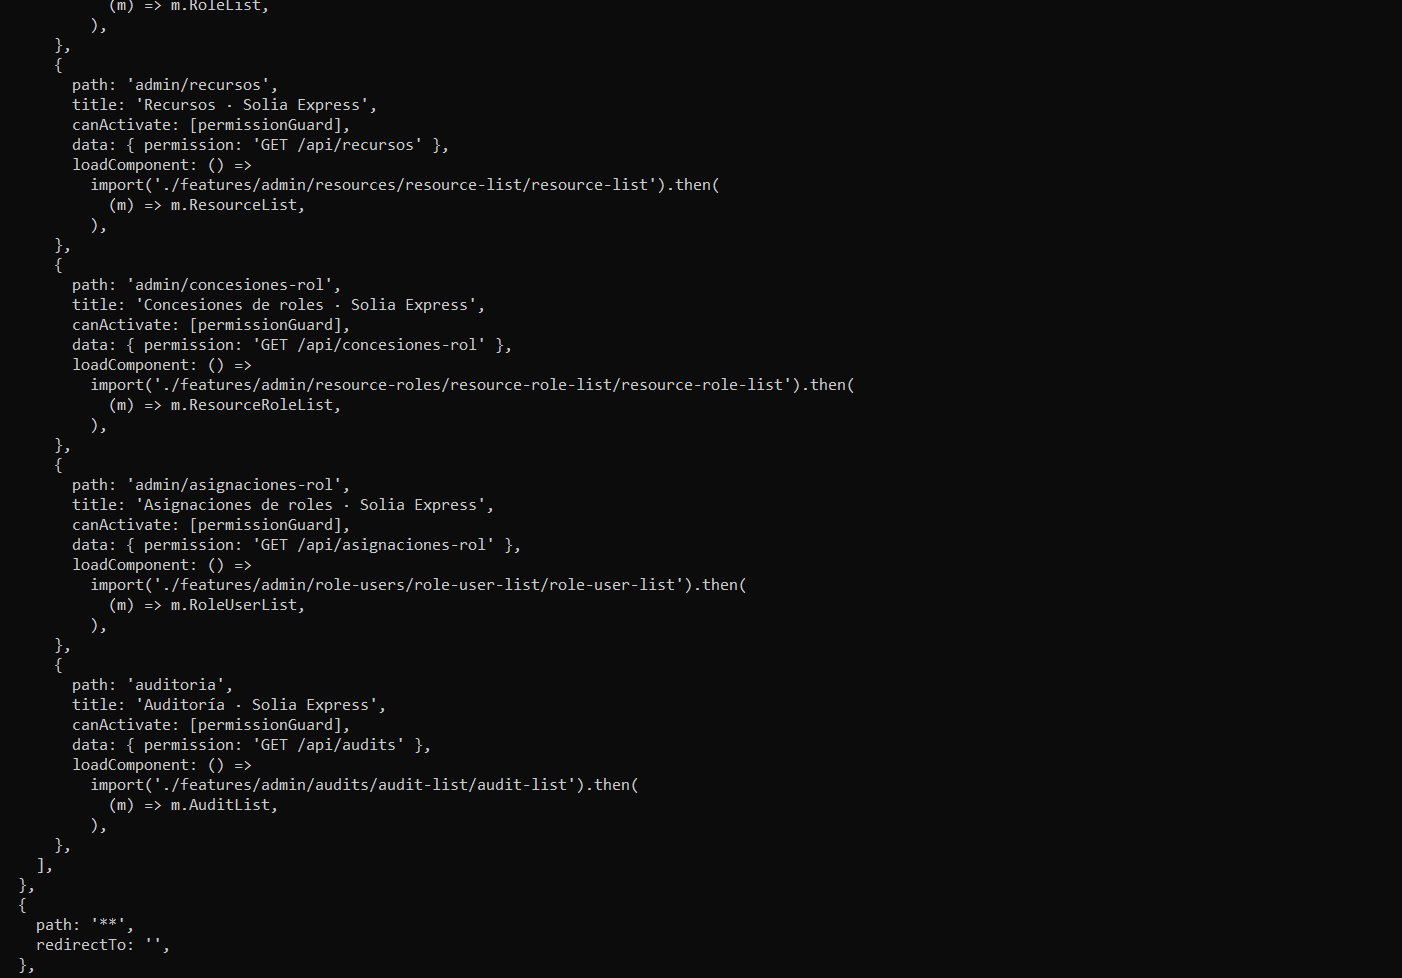 (m) => m.RoleList,
),
},
{
path: 'admin/recursos',
title: 'Recursos · Solia Express',
canActivate: [permissionGuard],
data: { permission: 'GET /api/recursos' },
loadComponent: () =>
import('./features/admin/resources/resource-list/resource-list').then(
(m) => m.ResourceList,
),
},
{
path: 'admin/concesiones-rol',
title: 'Concesiones de roles · Solia Express',
canActivate: [permissionGuard],
data: { permission: 'GET /api/concesiones-rol' },
loadComponent: () =>
import('./features/admin/resource-roles/resource-role-list/resource-role-list').then(
(m) => m.ResourceRoleList,
),
},
{
path: 'admin/asignaciones-rol',
title: 'Asignaciones de roles · Solia Express',
canActivate: [permissionGuard],
data: { permission: 'GET /api/asignaciones-rol' },
loadComponent: () =>
import('./features/admin/role-users/role-user-list/role-user-list').then(
(m) => m.RoleUserList,
),
},
{
path: 'auditoria',
title: 'Auditoría · Solia Express',
canActivate: [permissionGuard],
data: { permission: 'GET /api/audits' },
loadComponent: () =>
import('./features/admin/audits/audit-list/audit-list').then(
(m) => m.AuditList,
),
},
],
},
{
path: '**',
redirectTo: '',
},